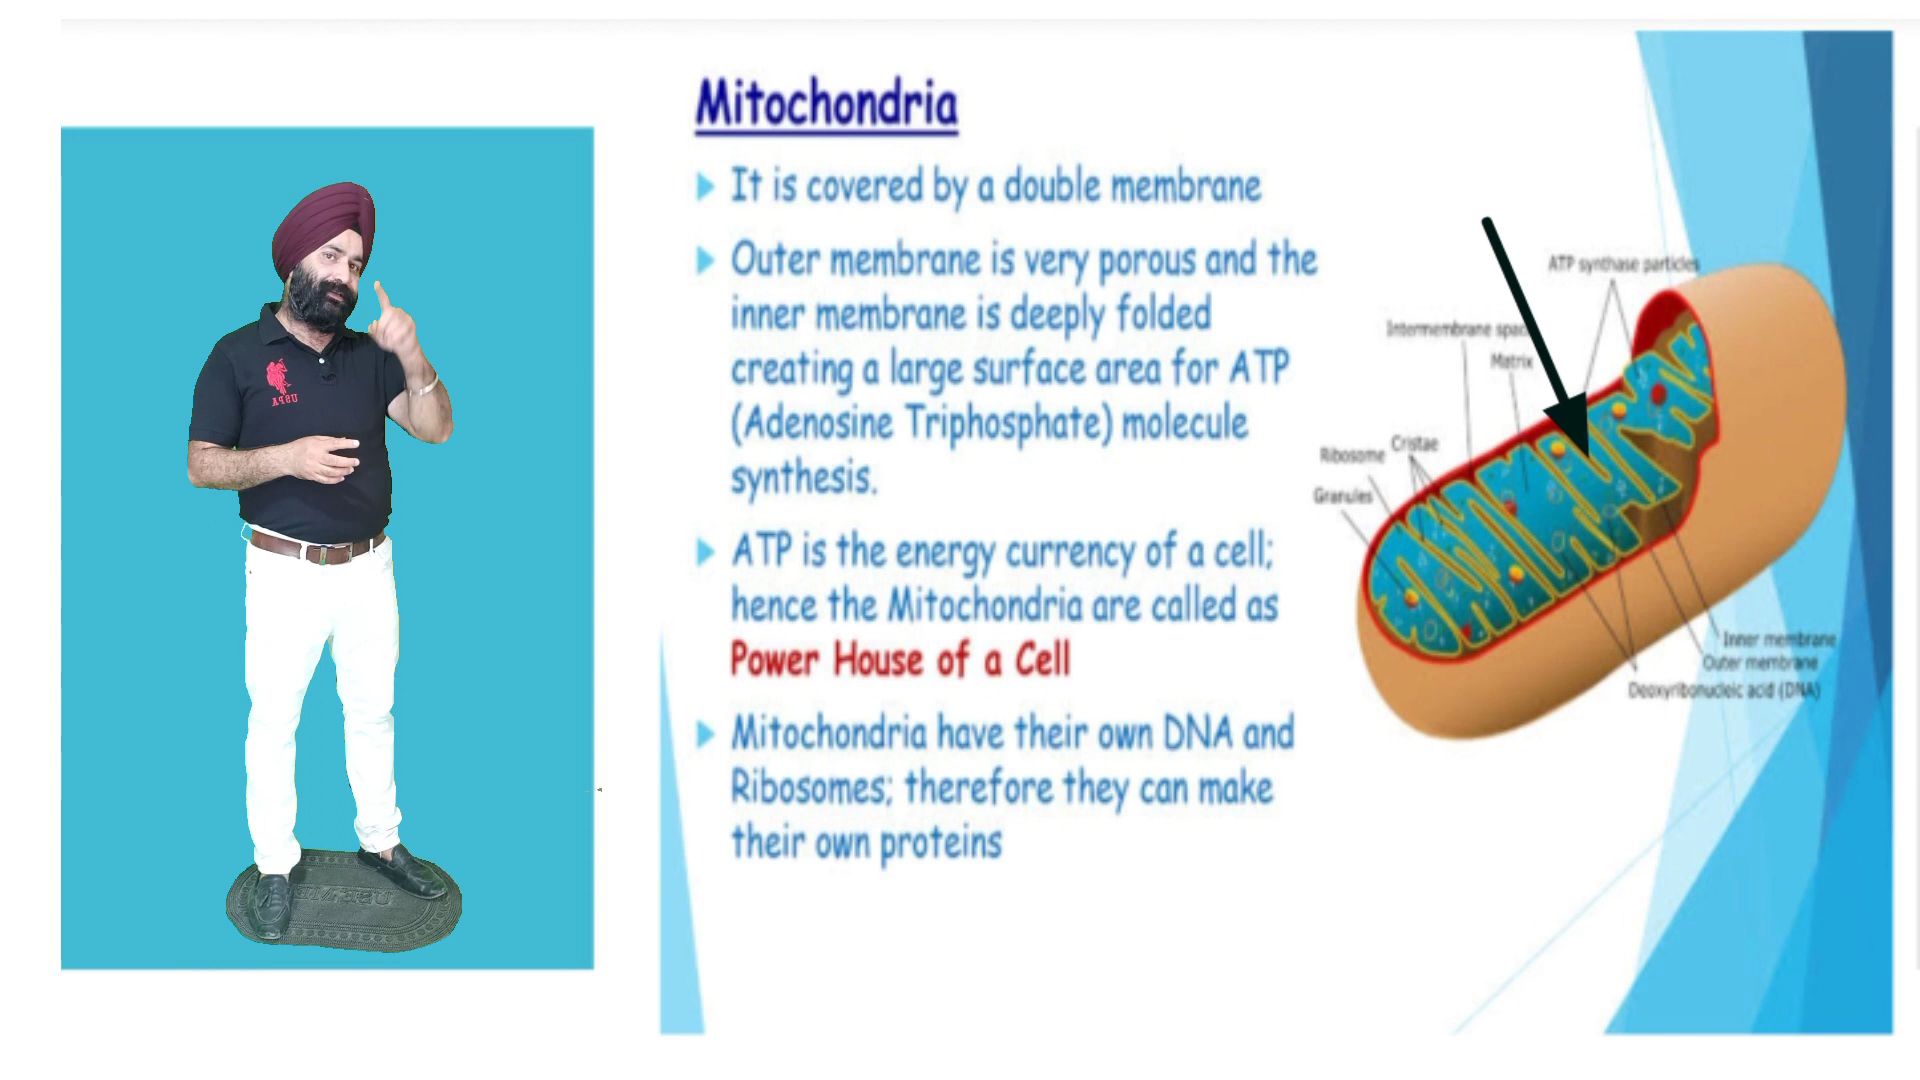 Mitochondria
It is covered by a double membrane
Outer membrane is very porous and the
inner membrane is deeply folded
creating a large surface area for ATP
(Adenosine Triphosphate) molecule
synthesis.
ATP is the energy currency of a cell;
hence the Mitochondria are called as
Power House of a Cell
Mitochondria have their own DNA and
Ribosomes; therefore they can make
their own proteins
ATP synthase particles
Intermembrane
Matrix
Cristae
Ribosome
Granules
Inner membrane
Outer membrane
Deoxyribonucleic acid (DNA)
USPA